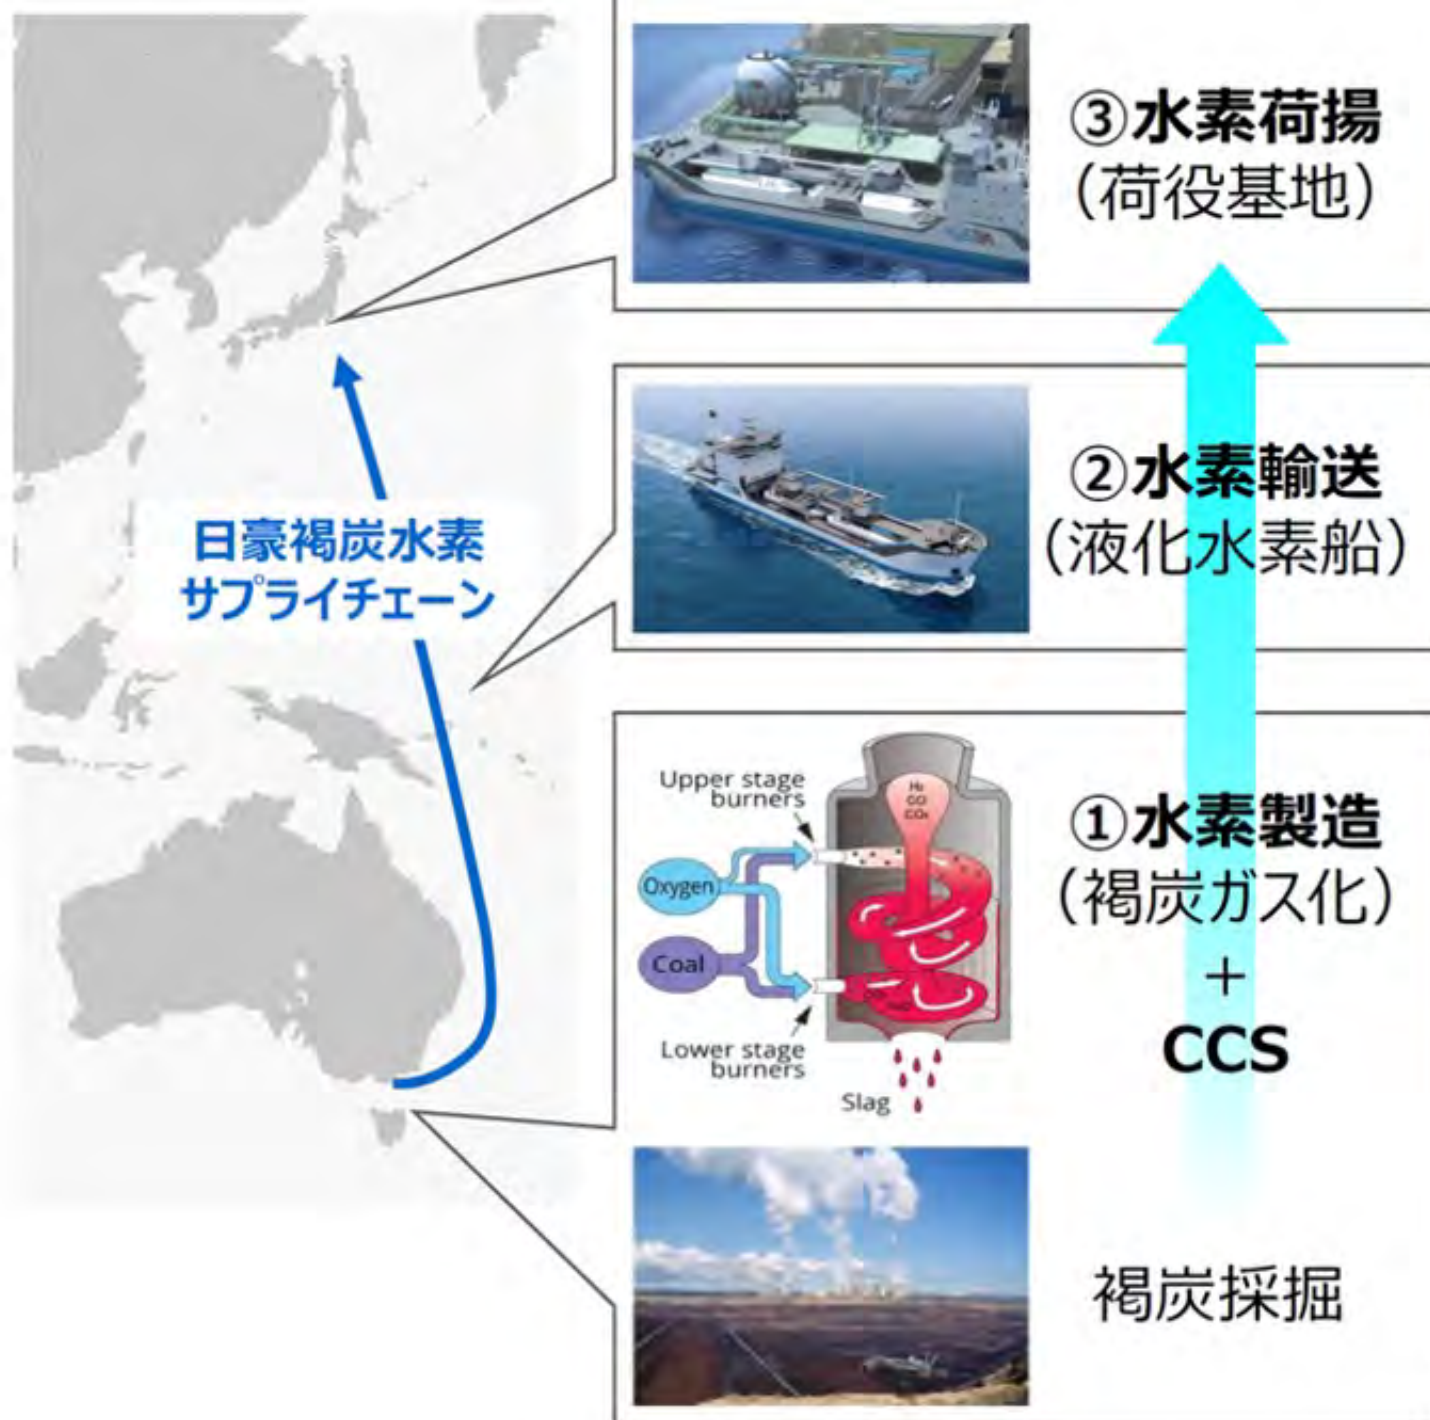 ③水素荷揚
（荷役基地）
②水素輸送
（液化水素船）
日豪褐炭水素
サプライチェーン
Upper stage
burners
H₂
CO
CO₂
Oxygen
Coal
Lower stage
burners
Slag
①水素製造
（褐炭ガス化）
＋
CCS
褐炭採掘